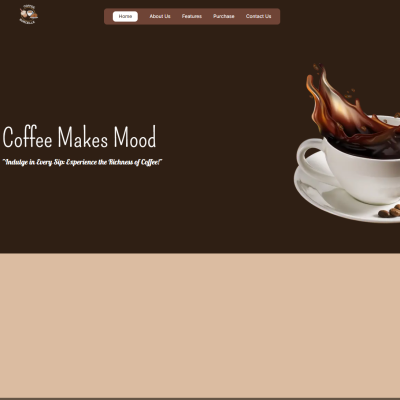 Home
About Us
Features
Purchase
Contact Us
Coffee Makes Mood
"Indulge in Every Sip: Experience the Richness of Coffee!"